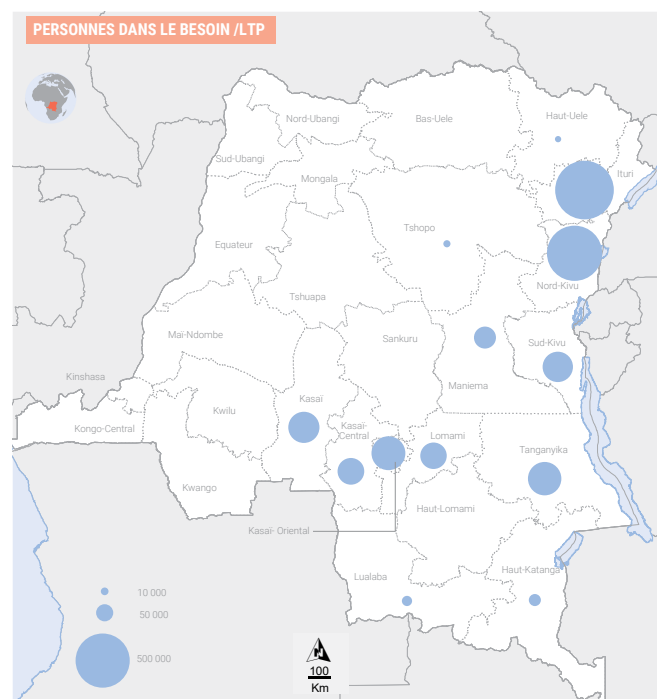 PERSONNES DANS LE BESOIN /LTP
Nord-Ubangi
Bas-Uele
Haut-Uele
Sud-Ubangi
Mongala
Ituri
Equateur
Tshopo
Nord-Kivu
Tshuapa
Maï-Ndombe
Sankuru
Sud-Kivu
Kinshasa
Maniema
Kasaï
Kwilu
Kasaï-
Central
Lomami
Kongo-Central
Tanganyika
Kwango
Haut-Lomami
Kasaï- Oriental
Lualaba
Haut-Katanga
10 000
50 000
500 000
N
100
Km